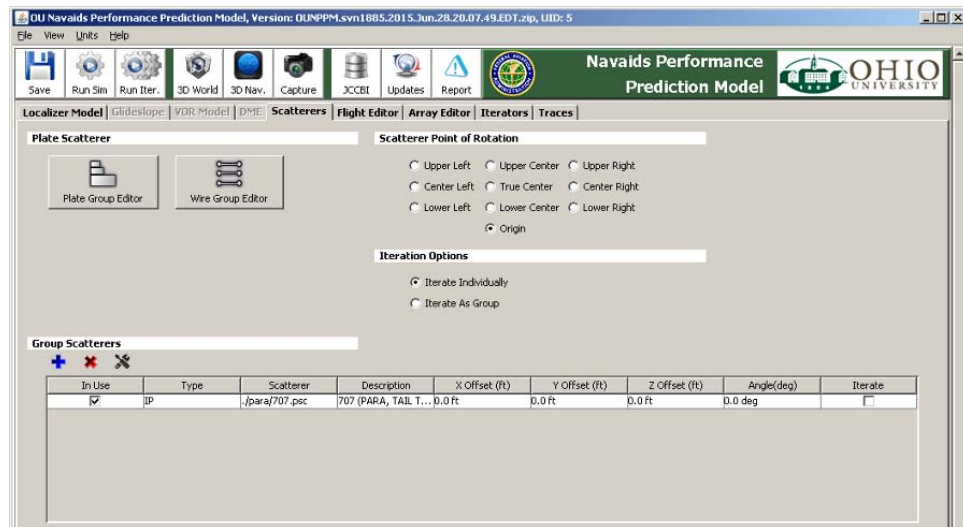 OU Navaids Performance Prediction Model, Version: OUNPPM.svn1885.2015.Jun.28.20.07.49.EDT.zip, UID: 5
File View Units Help
Save Run Sim Run Iter. 3D World 3D Nav. Capture JCCBI Updates Report
Navaids Performance
Prediction Model
OHIO
UNIVERSITY
Localizer Model Glideslope VOR Model DME Scatterers Flight Editor Array Editor Iterators Traces
Plate Scatterer
Plate Group Editor Wire Group Editor
Scatterer Point of Rotation
Upper Left Upper Center Upper Right
Center Left True Center Center Right
Lower Left Lower Center Lower Right
Origin
Iteration Options
Iterate Individually
Iterate As Group
Group Scatterers
In Use Type Scatterer Description X Offset (ft) Y Offset (ft) Z Offset (ft) Angle(deg) Iterate
IP ./para/707.psc 707 (PARA, TAIL T... 0.0 ft 0.0 ft 0.0 ft 0.0 deg